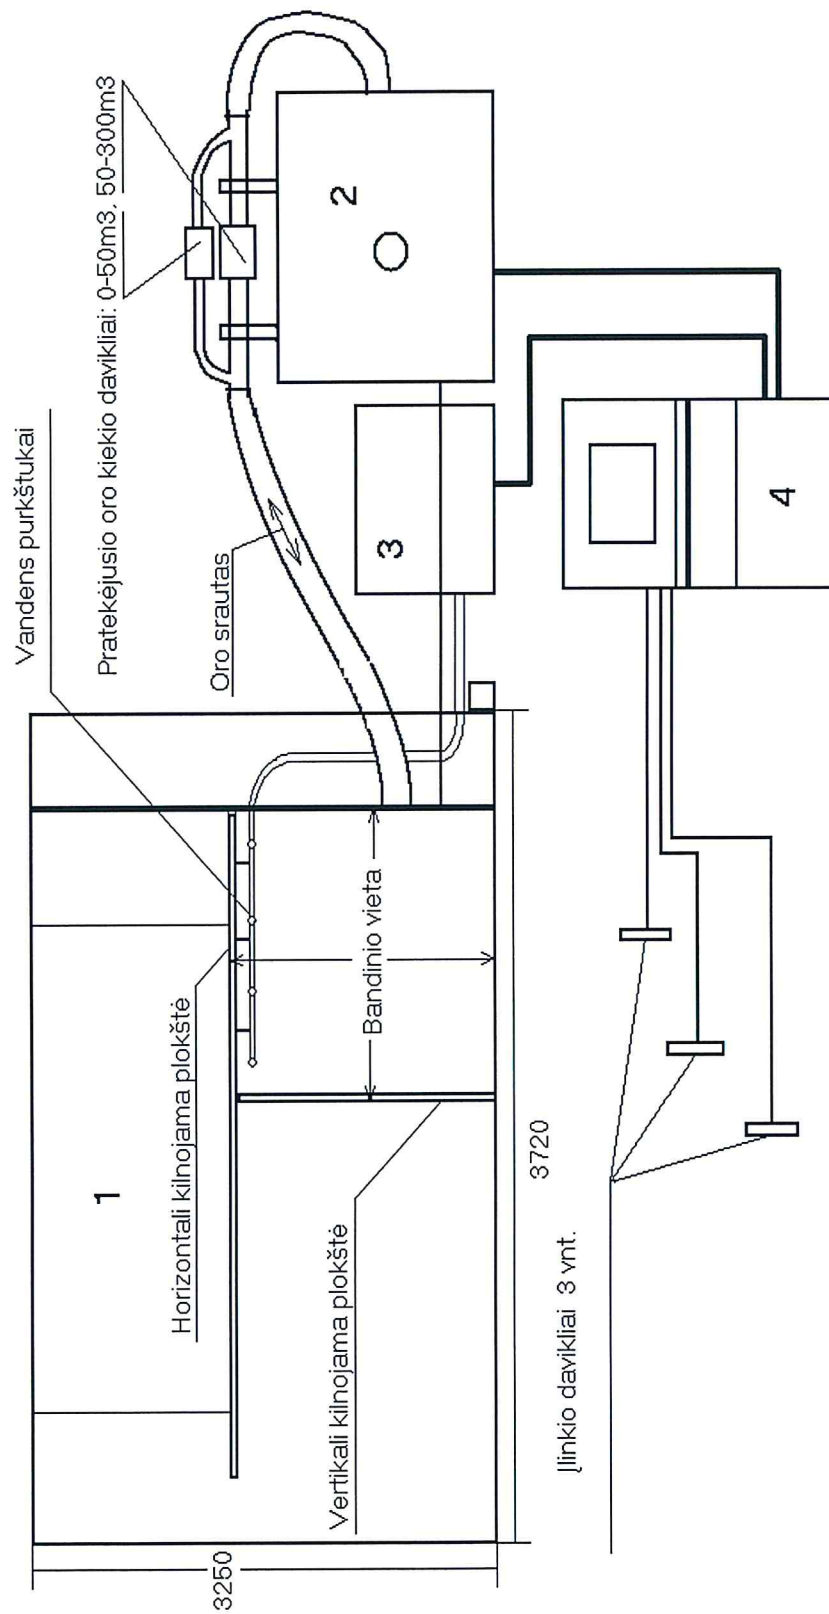 Vandens purkštukai
Pratekėjusio oro kiekio davikliai: 0-50m3, 50-300m3
Oro srautas
1
2
3
4
Horizontali kilnojama plokštė
Bandinio vieta
Vertikali kilnojama plokštė
3250
3720
Įlinkio davikliai 3 vnt.